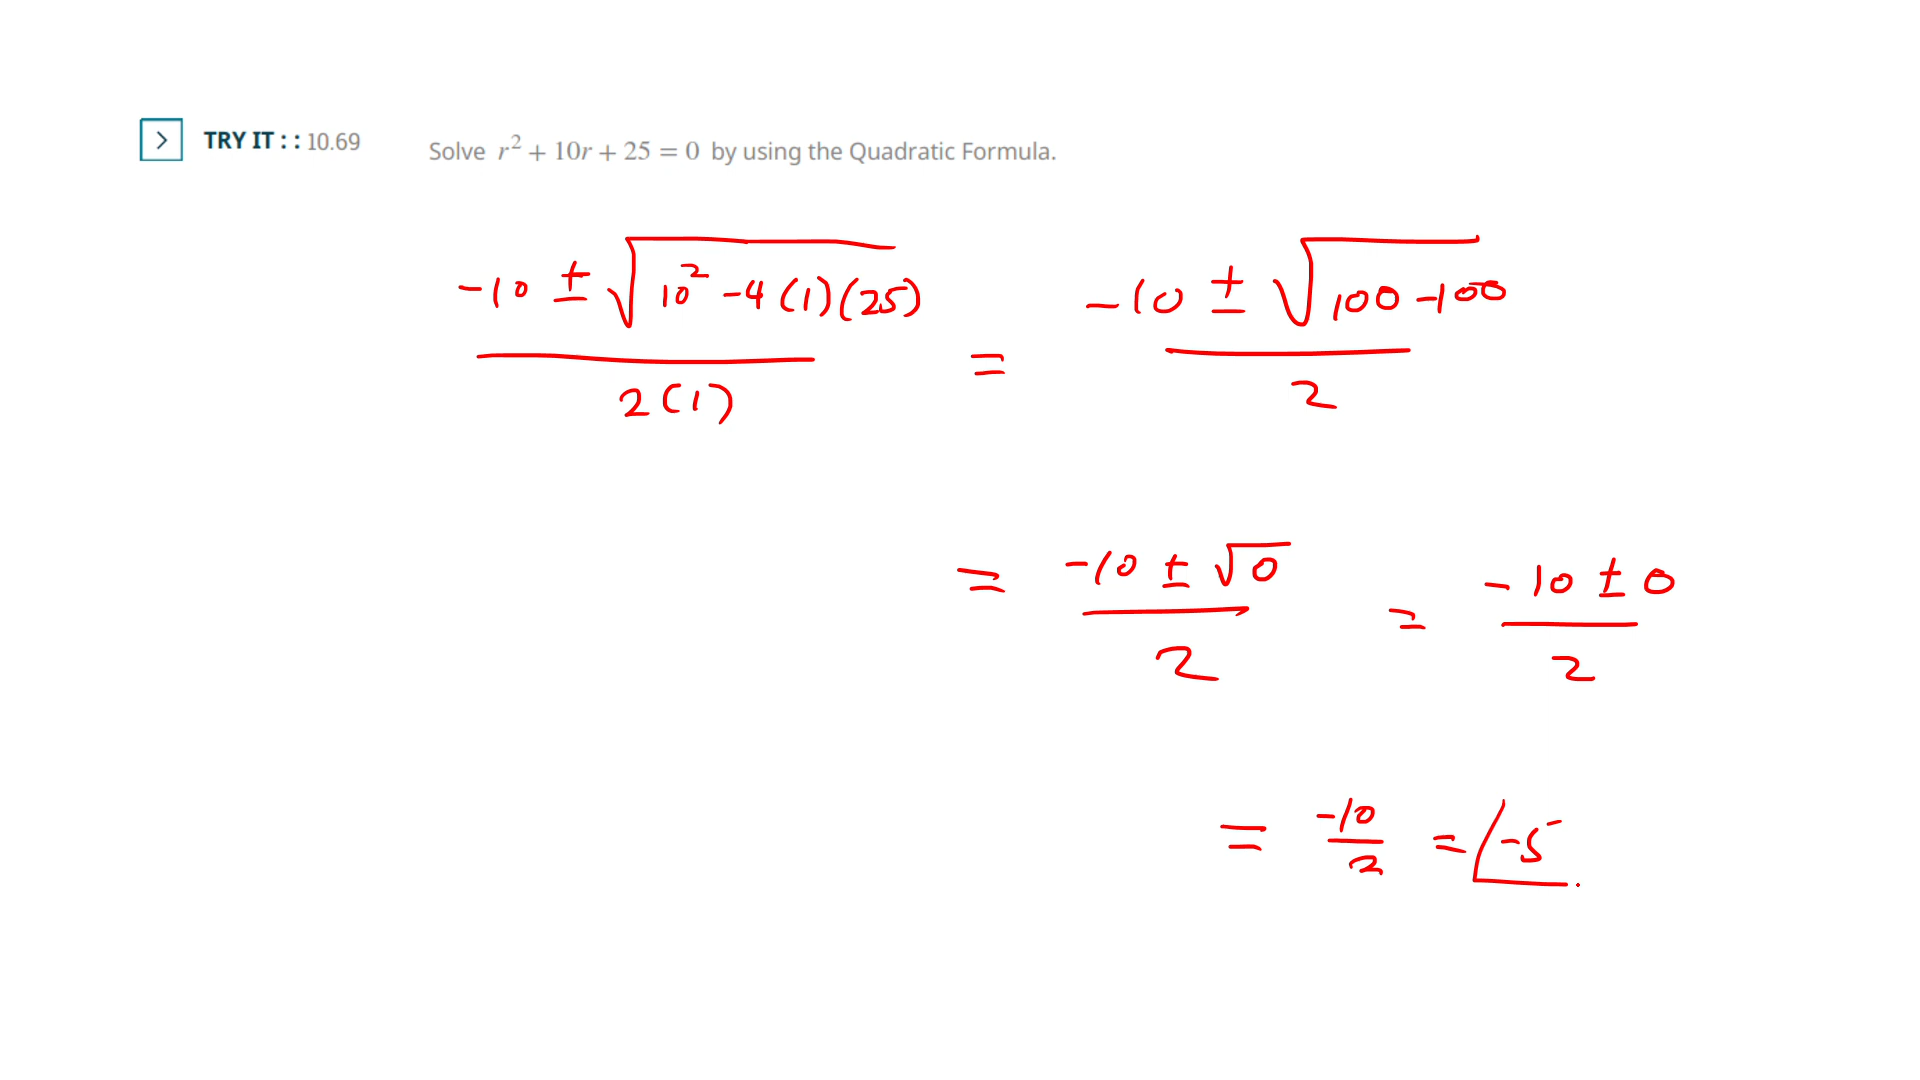 > TRY IT : : 10.69 Solve r² + 10r + 25 = 0 by using the Quadratic Formula.
-10 ± √(10² -4(1)(25)) / 2(1) = -10 ± √(100-100) / 2
= -10 ± √0 / 2 = -10 ± 0 / 2
= -10/2 = -5